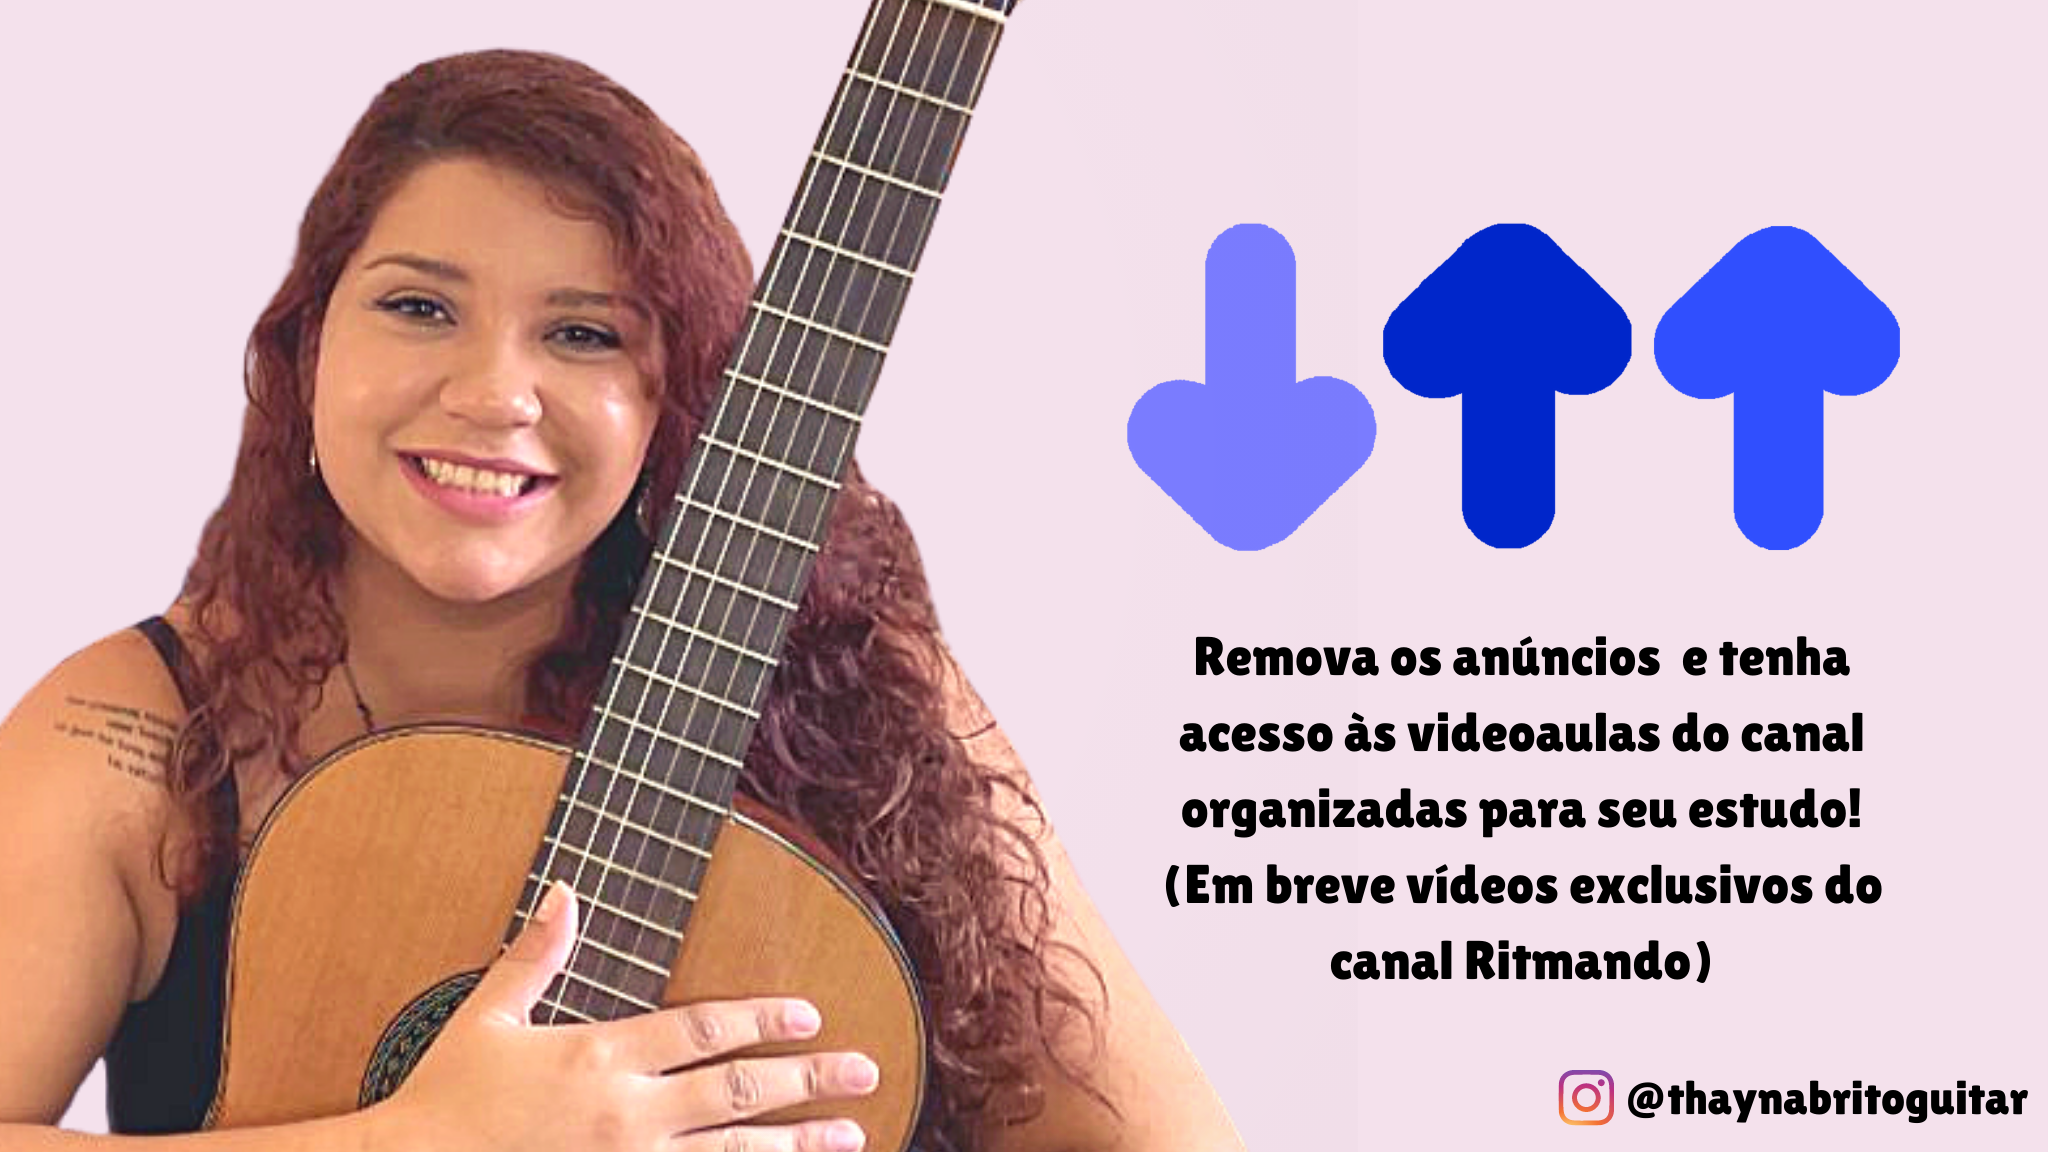 Remova os anúncios e tenha
acesso às videoaulas do canal
organizadas para seu estudo!
(Em breve vídeos exclusivos do
canal Ritmando)
@thaynabritoguitar